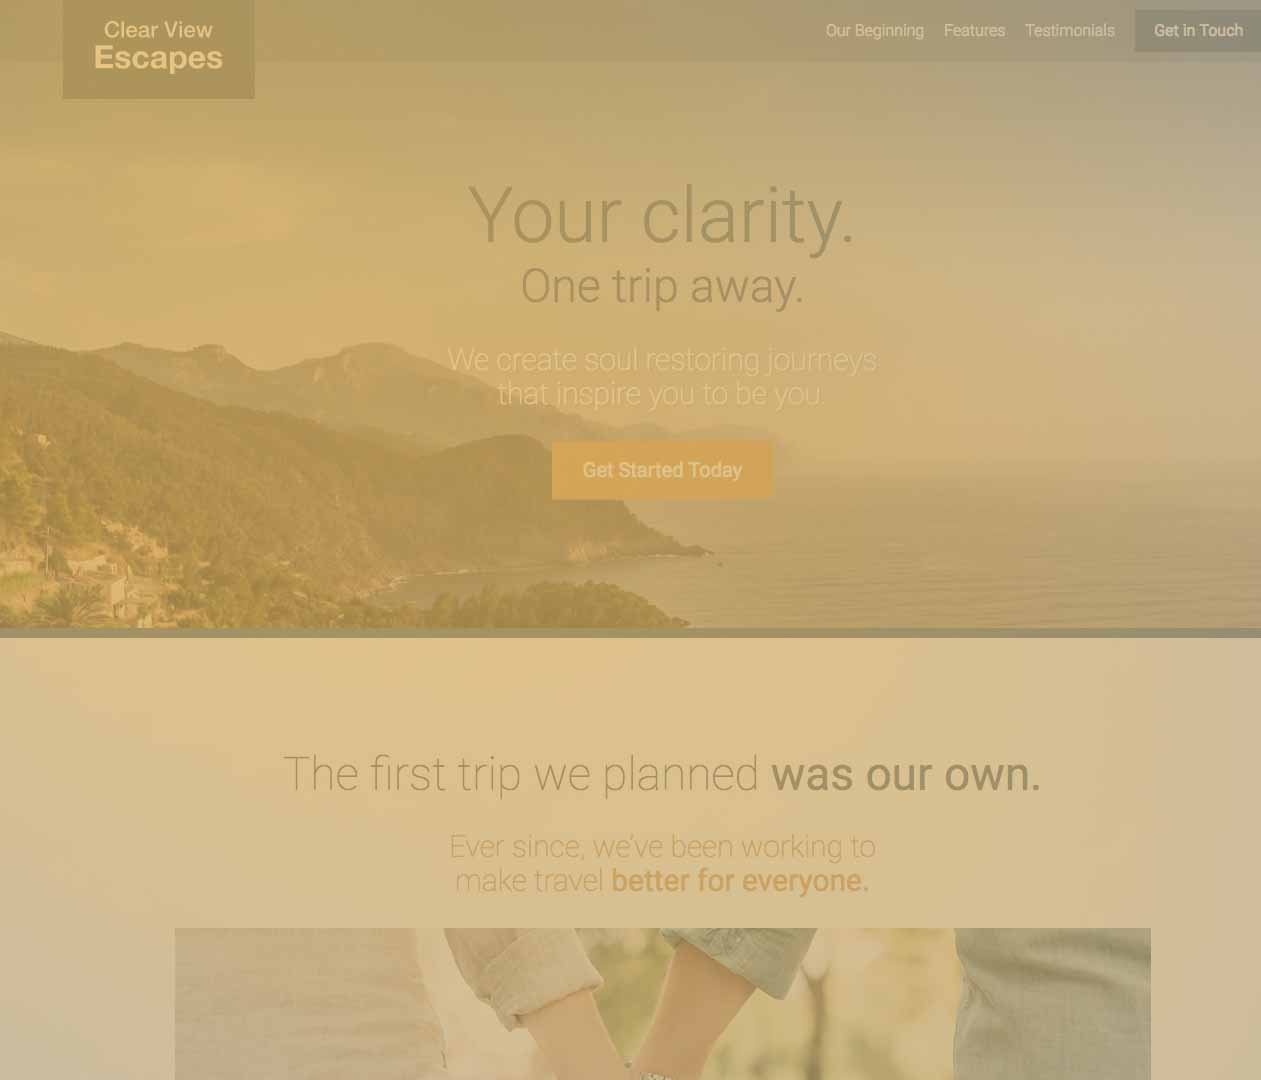 Clear View
Escapes
Our Beginning
Features
Testimonials
Get in Touch
Your clarity.
One trip away.
We create soul restoring journeys
that inspire you to be you.
Get Started Today
The first trip we planned was our own.
Ever since, we've been working to
make travel better for everyone.